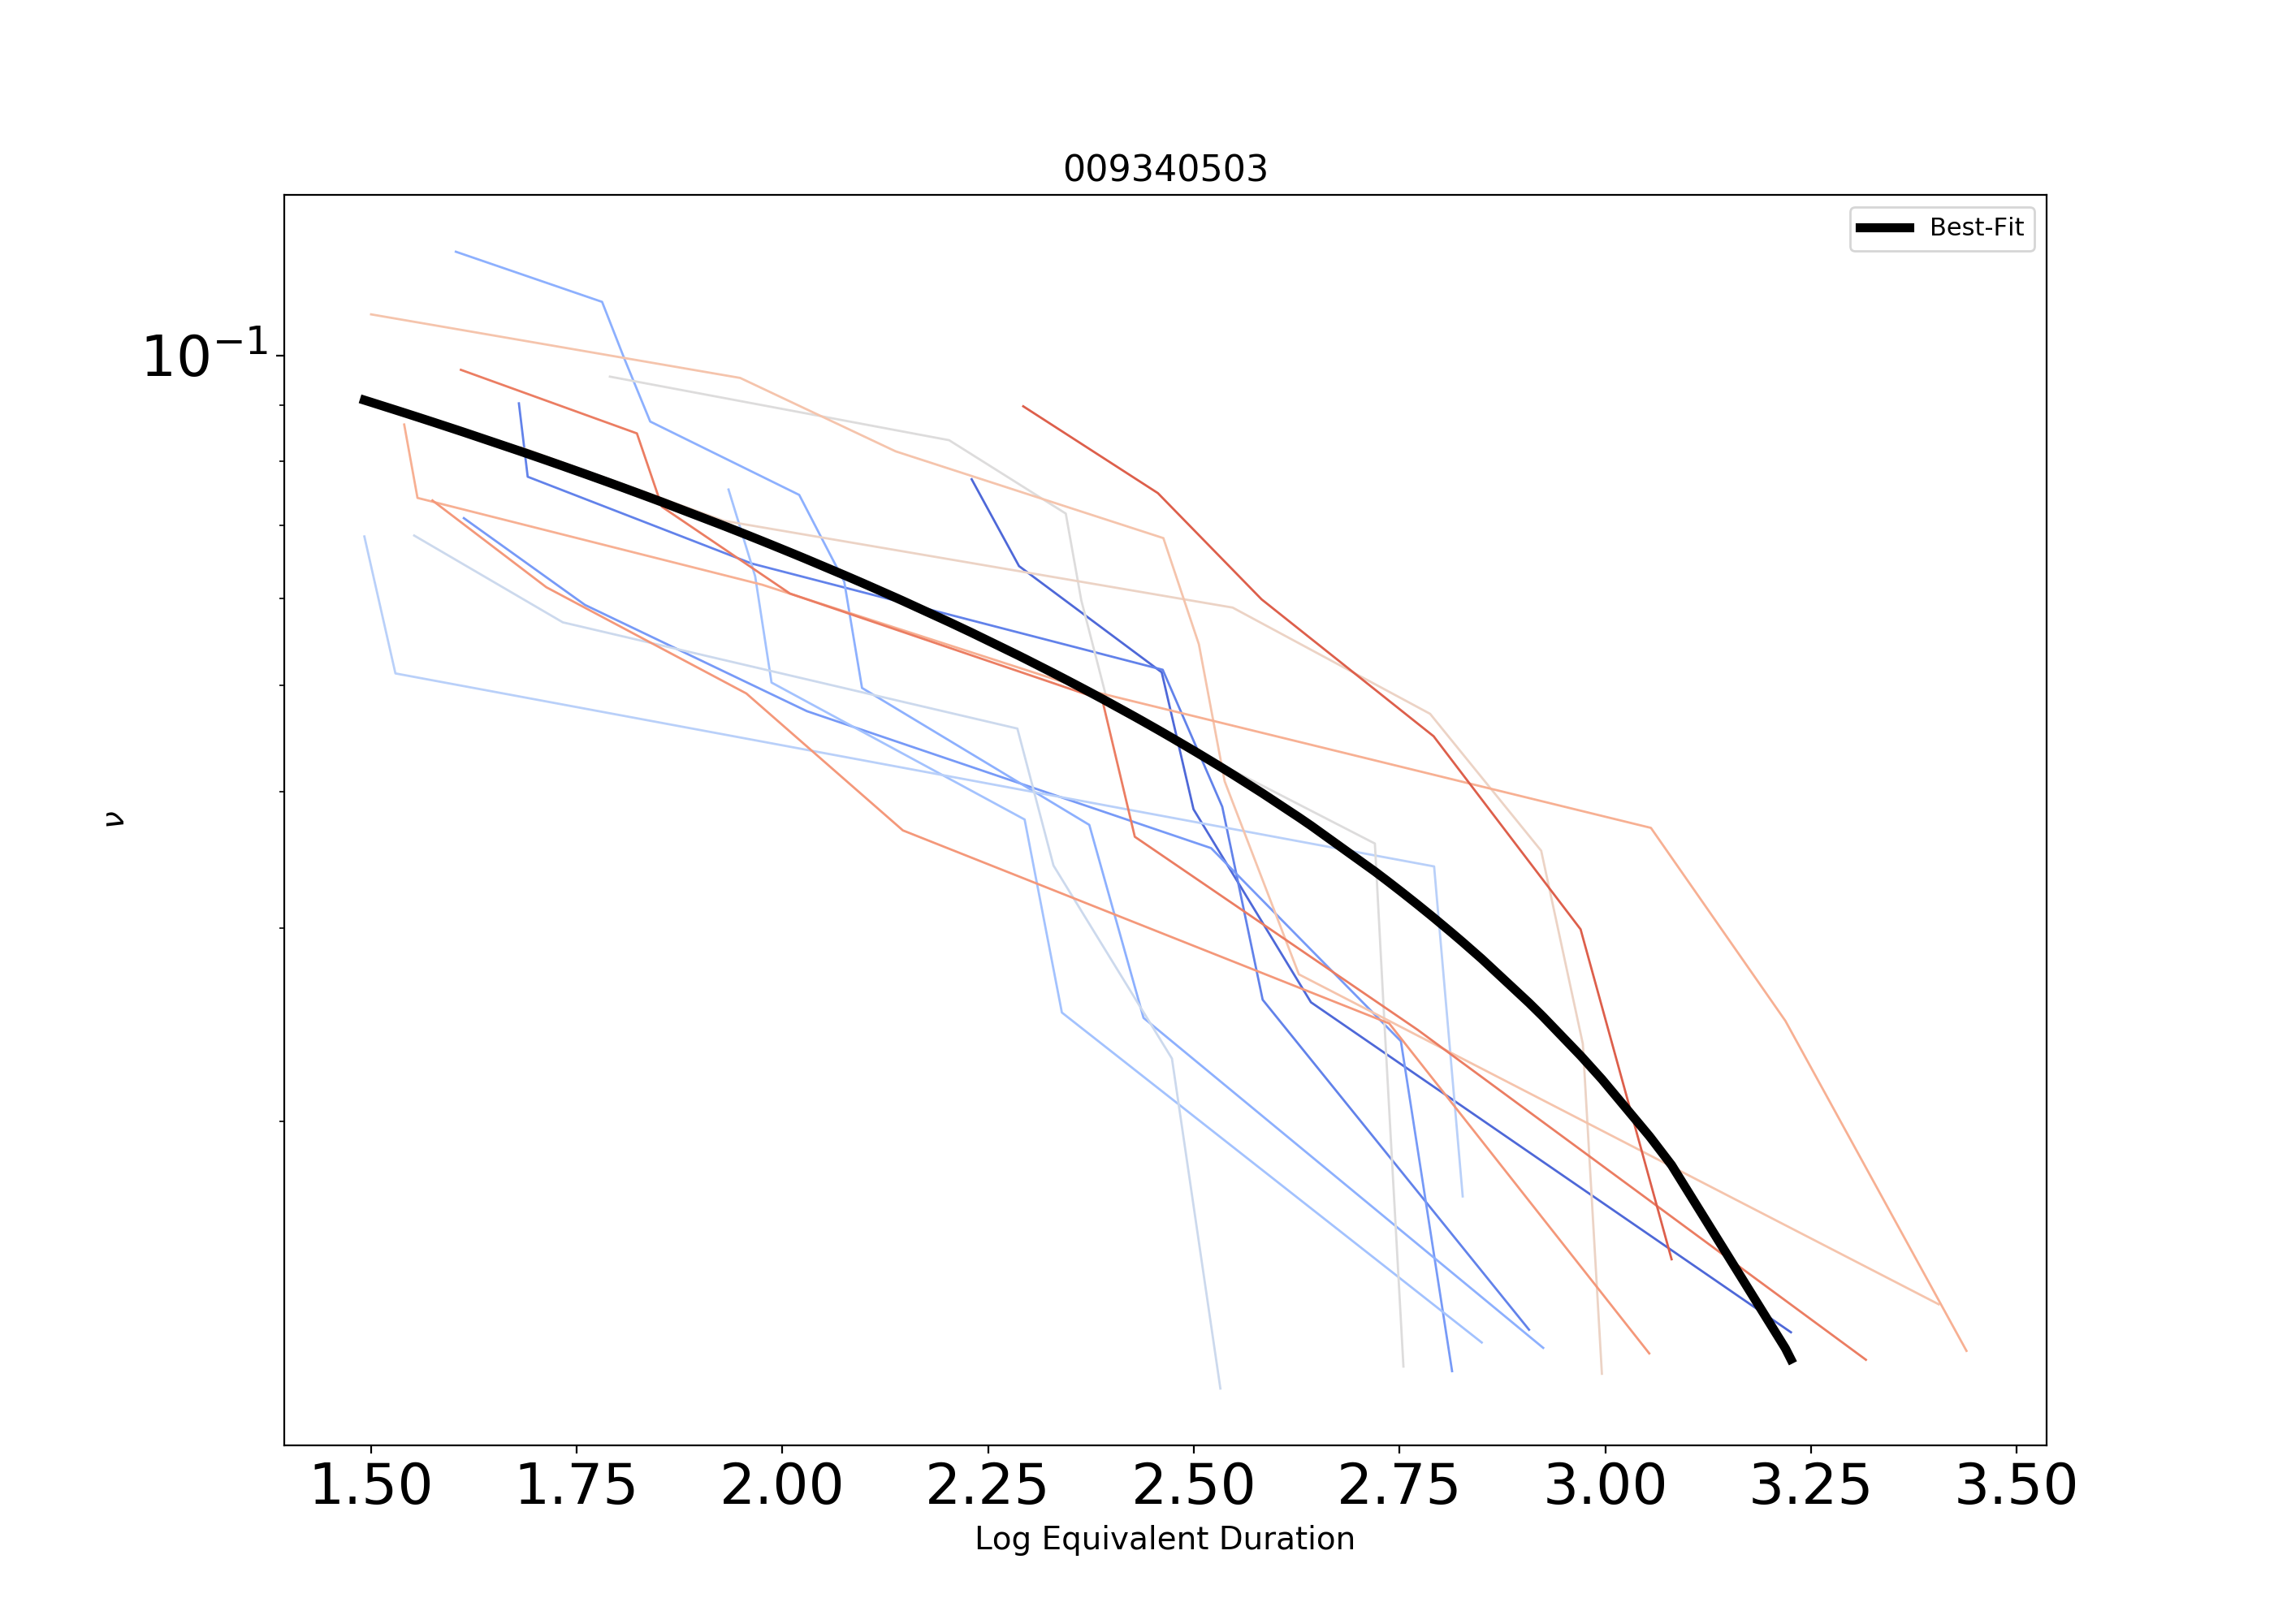 009340503
Best-Fit
10⁻¹
ν
1.50 1.75 2.00 2.25 2.50 2.75 3.00 3.25 3.50
Log Equivalent Duration